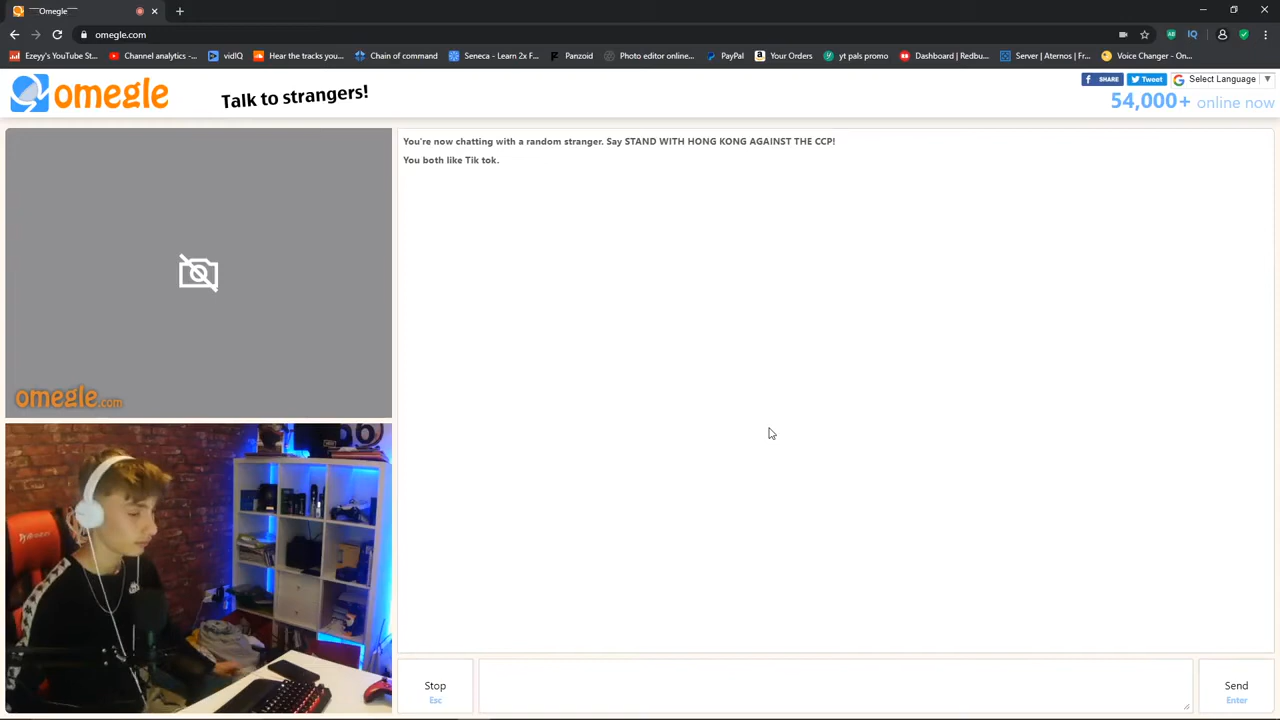 Omegle
omegle.com
Ezeyy's YouTube St...
Channel analytics -...
vidIQ
Hear the tracks you...
Chain of command
Seneca - Learn 2x F...
Panzoid
Photo editor online...
PayPal
Your Orders
yt pals promo
Dashboard | Redbu...
Server | Aternos | Fr...
Voice Changer - On...
omegle
Talk to strangers!
SHARE
Tweet
Select Language
54,000+ online now
You're now chatting with a random stranger. Say STAND WITH HONG KONG AGAINST THE CCP!
You both like Tik tok.
omegle.com
Stop
Esc
Send
Enter